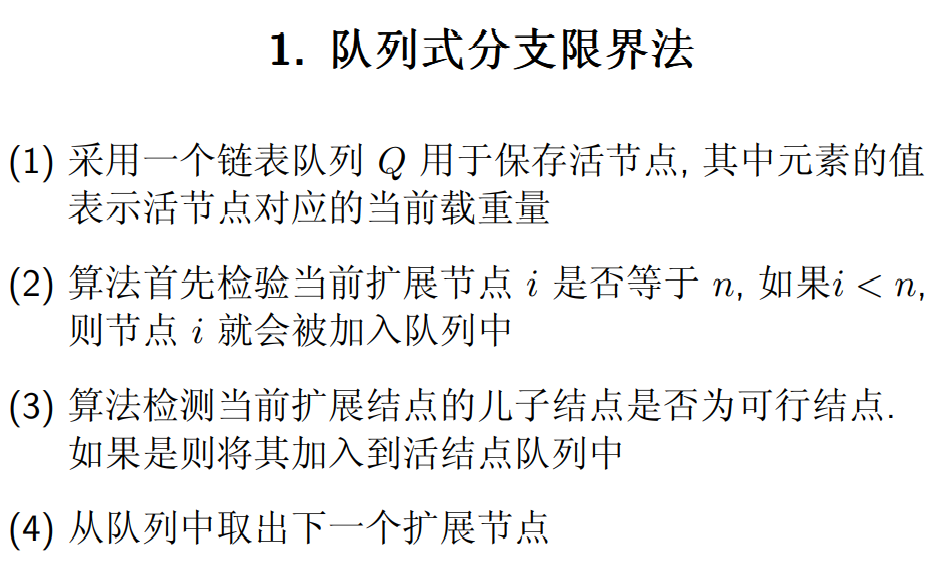 1. 队列式分支限界法
(1) 采用一个链表队列 Q 用于保存活节点, 其中元素的值
表示活节点对应的当前载重量
(2) 算法首先检验当前扩展节点 i 是否等于 n, 如果i < n,
则节点 i 就会被加入队列中
(3) 算法检测当前扩展结点的儿子结点是否为可行结点.
如果是则将其加入到活结点队列中
(4) 从队列中取出下一个扩展节点